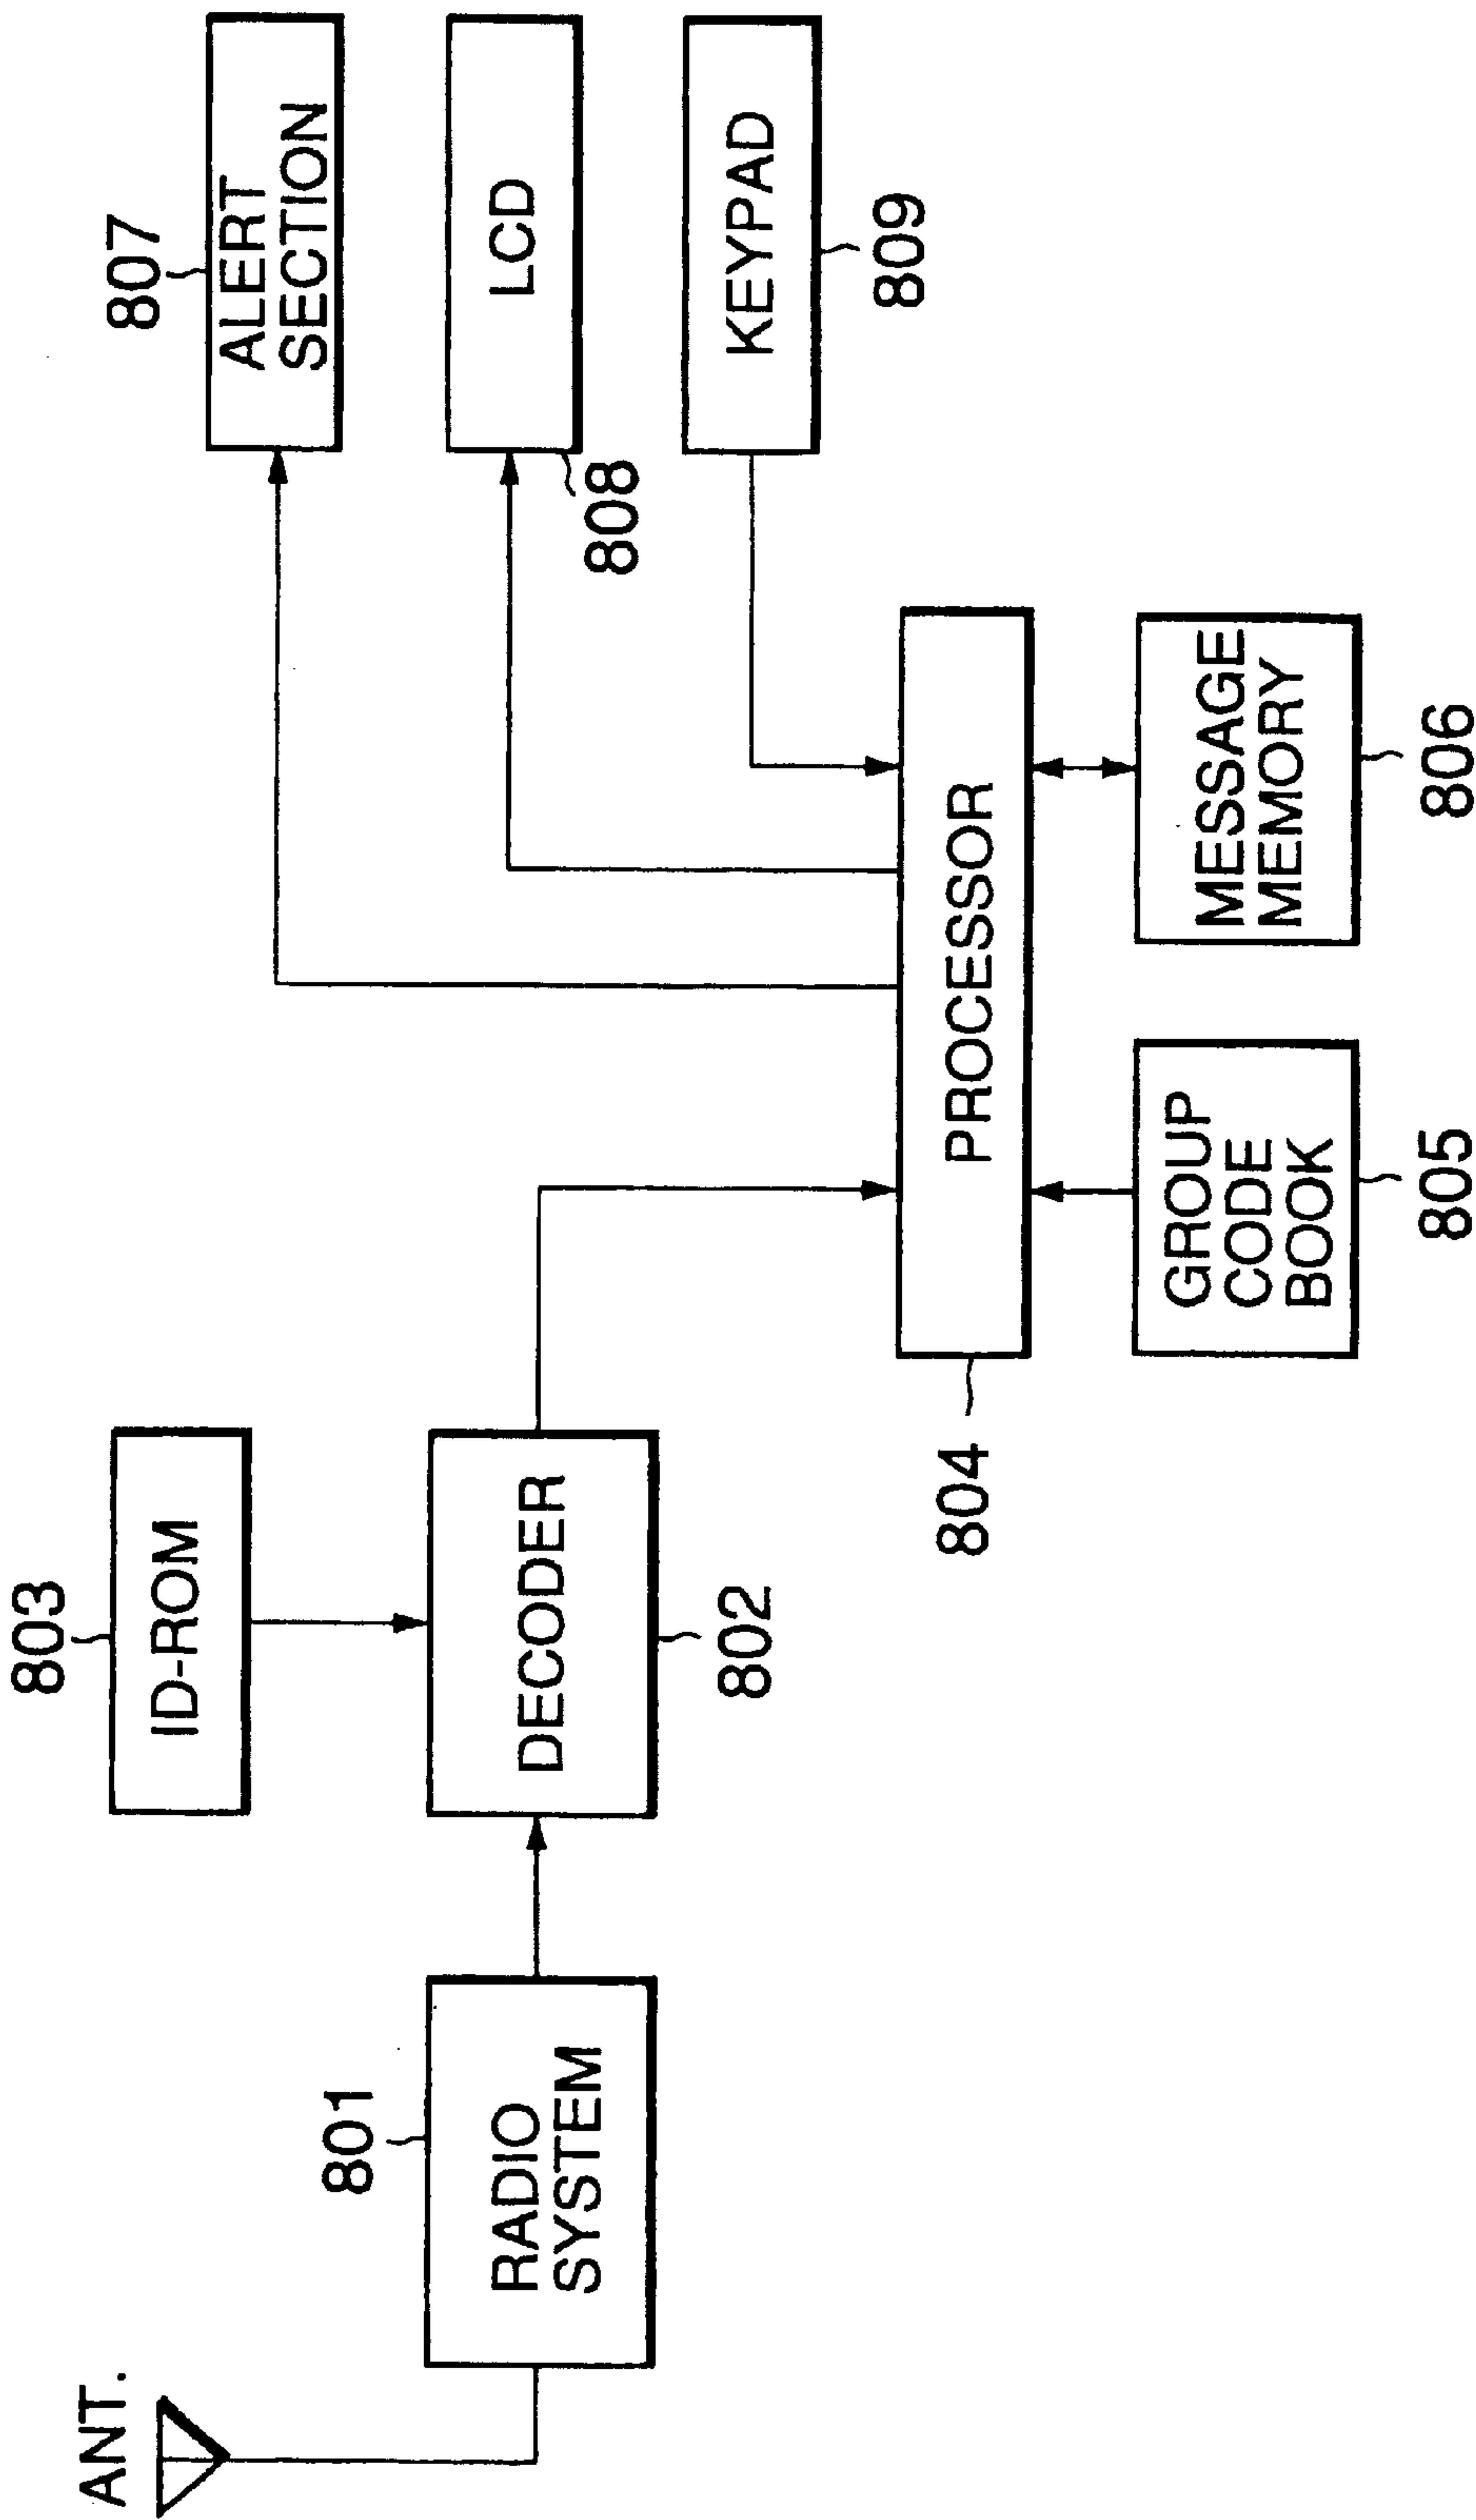 ANT.
801
RADIO
SYSTEM
803
ID-ROM
DECODER
802
807
ALERT
SECTION
LCD
808
KEYPAD
809
804
PROCESSOR
GROUP
CODE
BOOK
805
MESSAGE
MEMORY
806